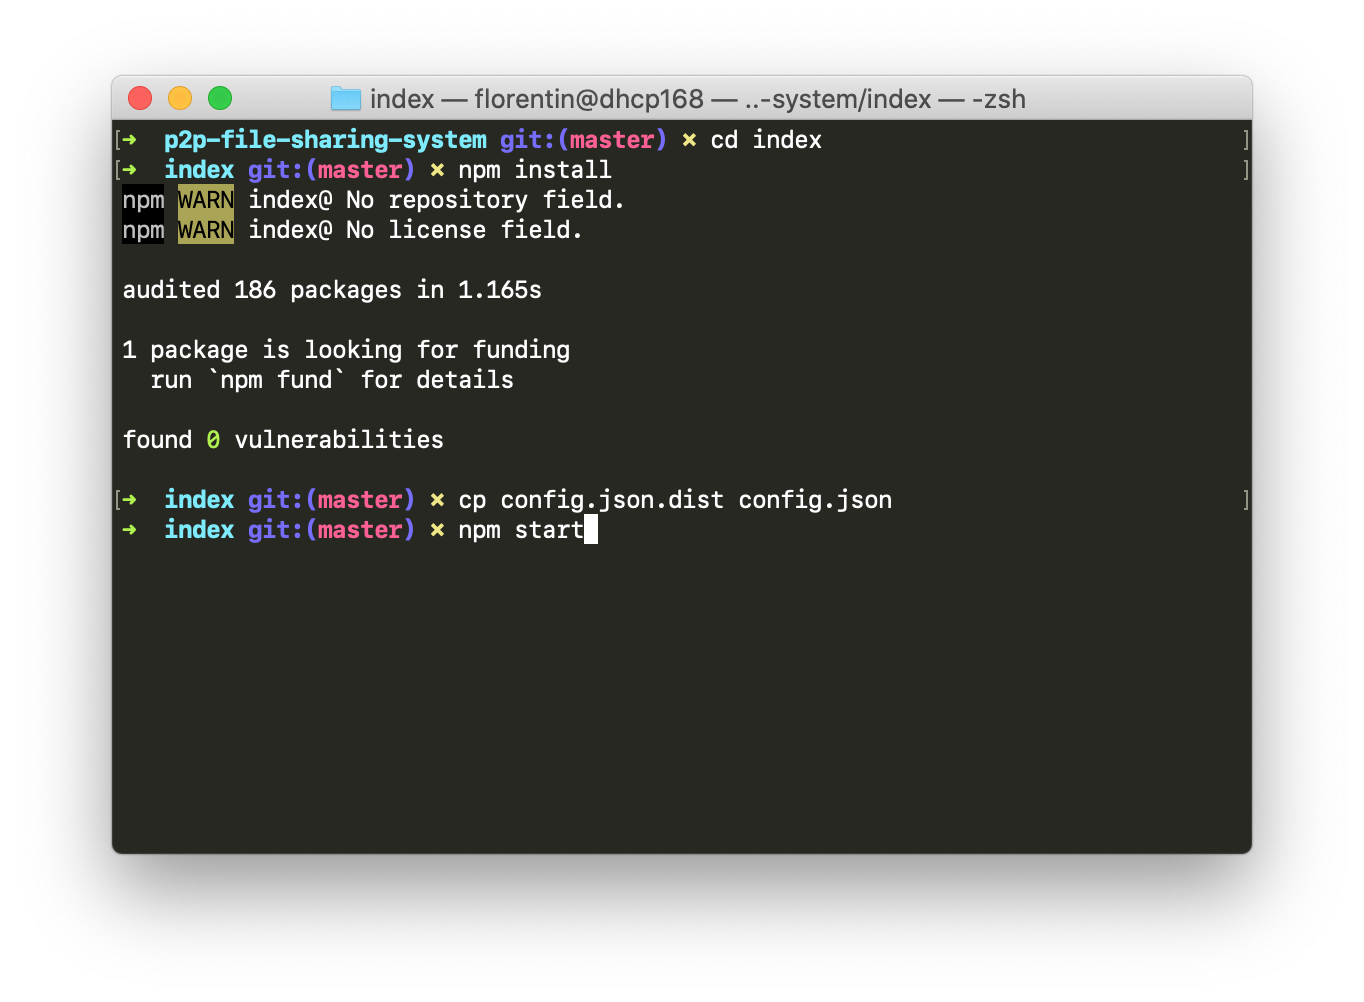 index — florentin@dhcp168 — ..-system/index — -zsh
[➜  p2p-file-sharing-system git:(master) ✗ cd index ]
[➜  index git:(master) ✗ npm install ]
npm WARN index@ No repository field.
npm WARN index@ No license field.
audited 186 packages in 1.165s
1 package is looking for funding
  run `npm fund` for details
found 0 vulnerabilities
[➜  index git:(master) ✗ cp config.json.dist config.json ]
➜  index git:(master) ✗ npm start